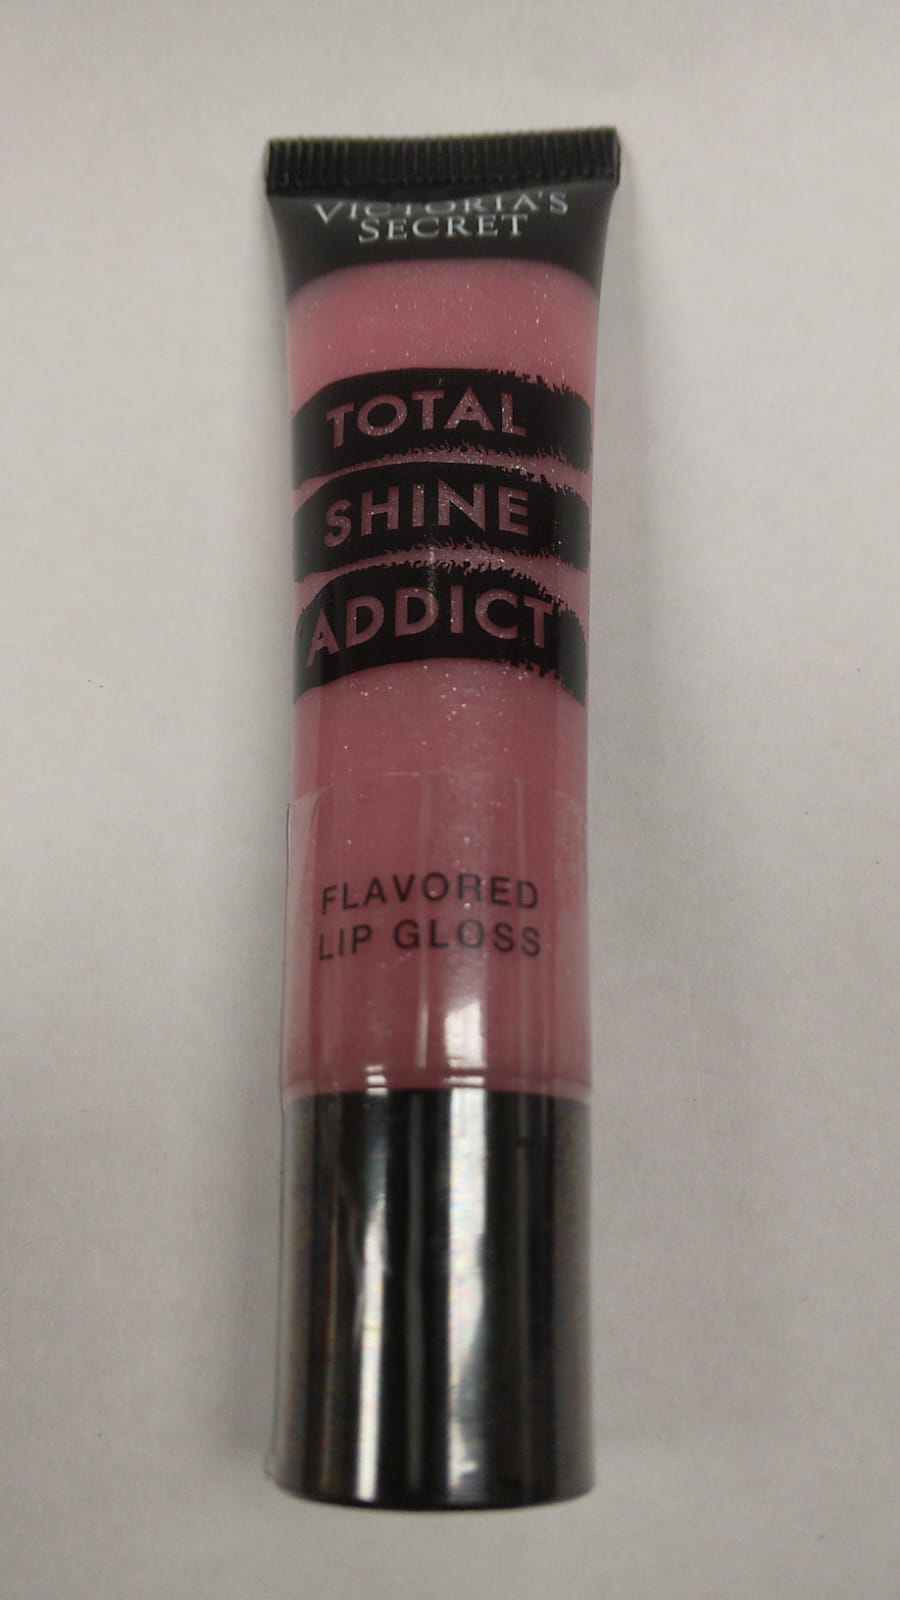 VICTORIA'S
SECRET
TOTAL
SHINE
ADDICT
FLAVORED
LIP GLOSS